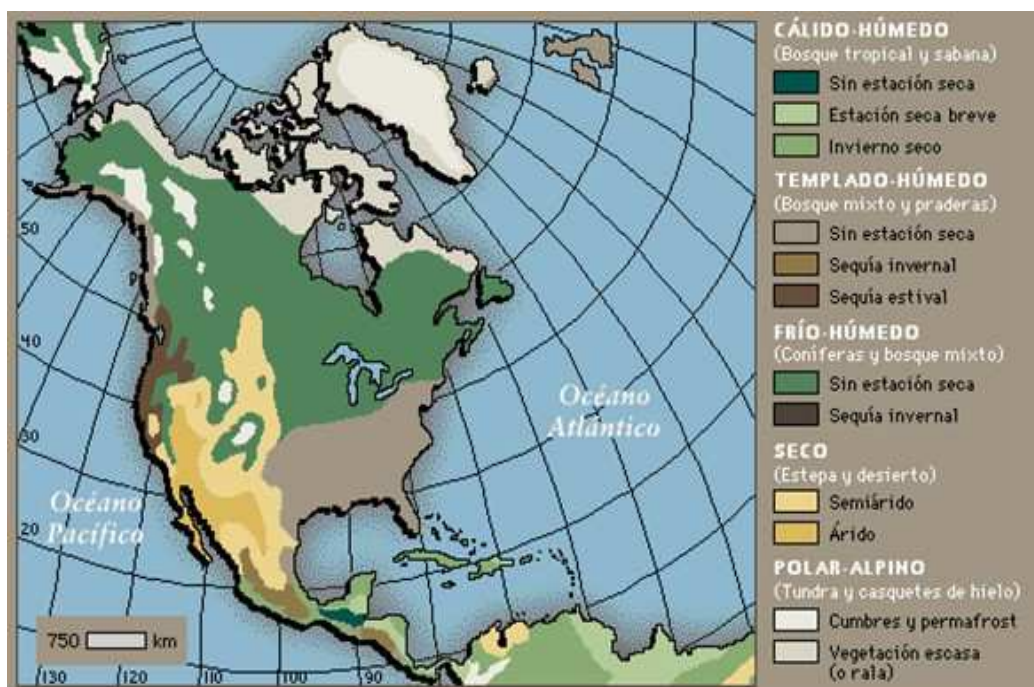 CÁLIDO-HÚMEDO
(Bosque tropical y sabana)
Sin estación seca
Estación seca breve
Invierno seco
TEMPLADO-HÚMEDO
(Bosque mixto y praderas)
Sin estación seca
Sequía invernal
Sequía estival
FRÍO-HÚMEDO
(Coníferas y bosque mixto)
Sin estación seca
Sequía invernal
SECO
(Estepa y desierto)
Semiárido
Árido
POLAR-ALPINO
(Tundra y casquetes de hielo)
Cumbres y permafrost
Vegetación escasa
(o rala)
50
40
30
20
Océano
Atlántico
Océano
Pacífico
750 km
130
120
110
100
90